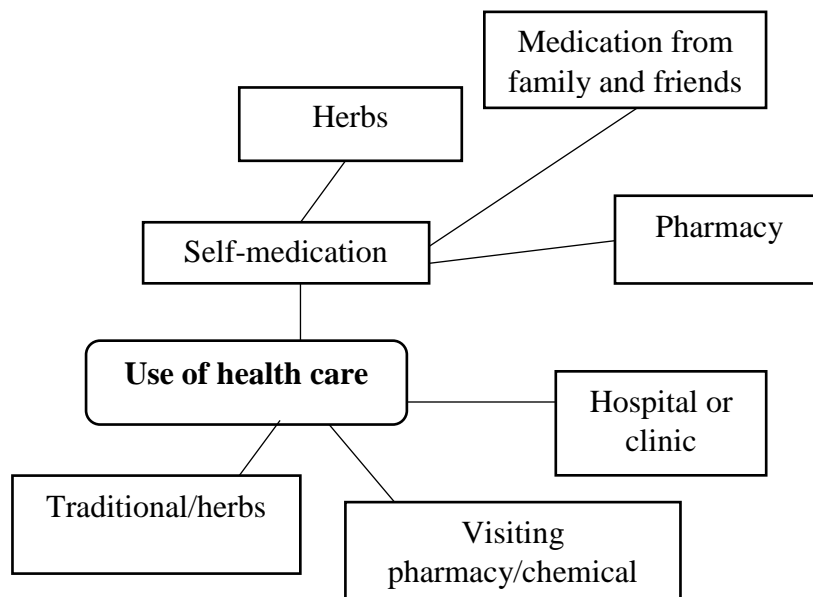 Medication from
family and friends
Herbs
Pharmacy
Self-medication
Use of health care
Hospital or
clinic
Traditional/herbs
Visiting
pharmacy/chemical